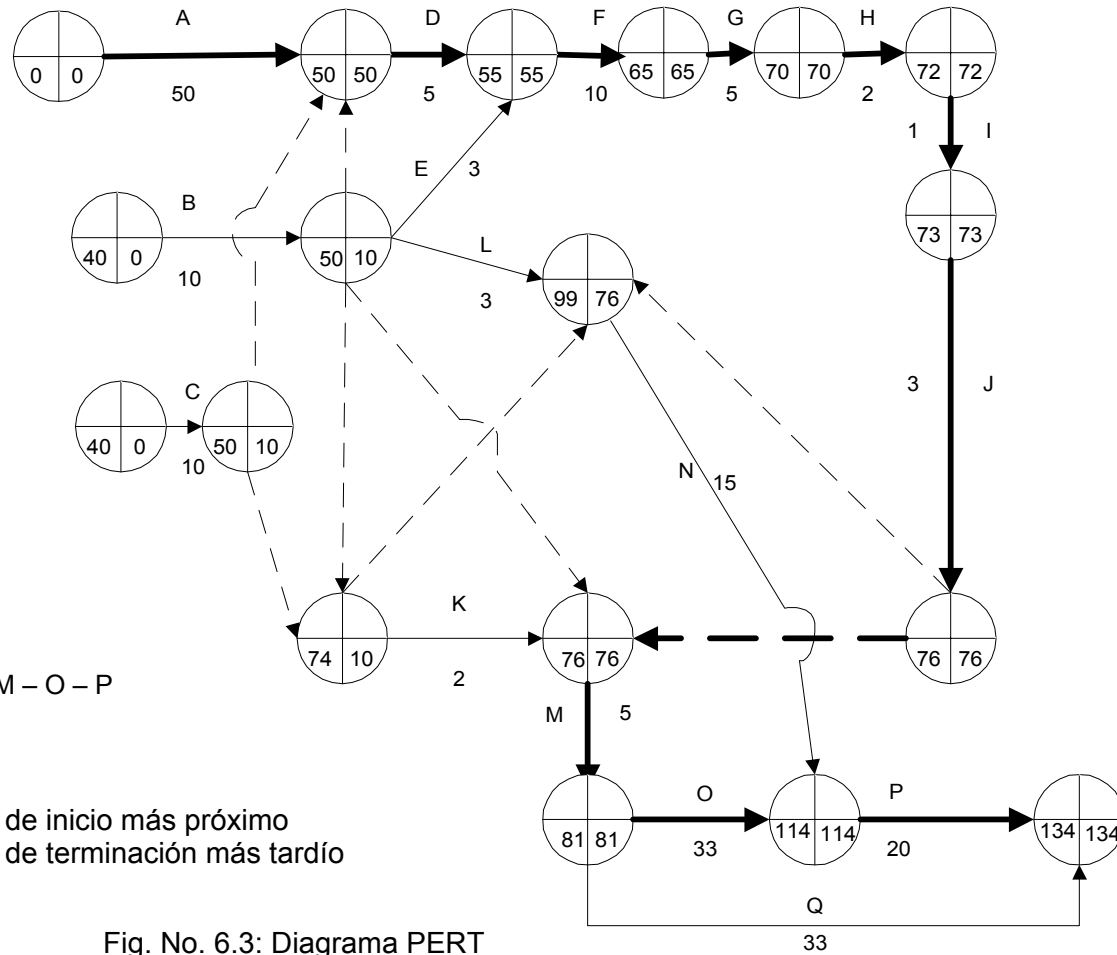 A D F G H
0 0 50 50 55 55 65 65 70 70 72 72
50 5 10 5 2
1 I
E 3
B
40 0 50 10 73 73
10
L
3
99 76
C
40 0 50 10
10
3 J
N 15
K
74 10 76 76 76 76
2
M – O – P
M 5
O P
de inicio más próximo
81 81 114 114 134 134
33 20
de terminación más tardío
Q
33
Fig. No. 6.3: Diagrama PERT